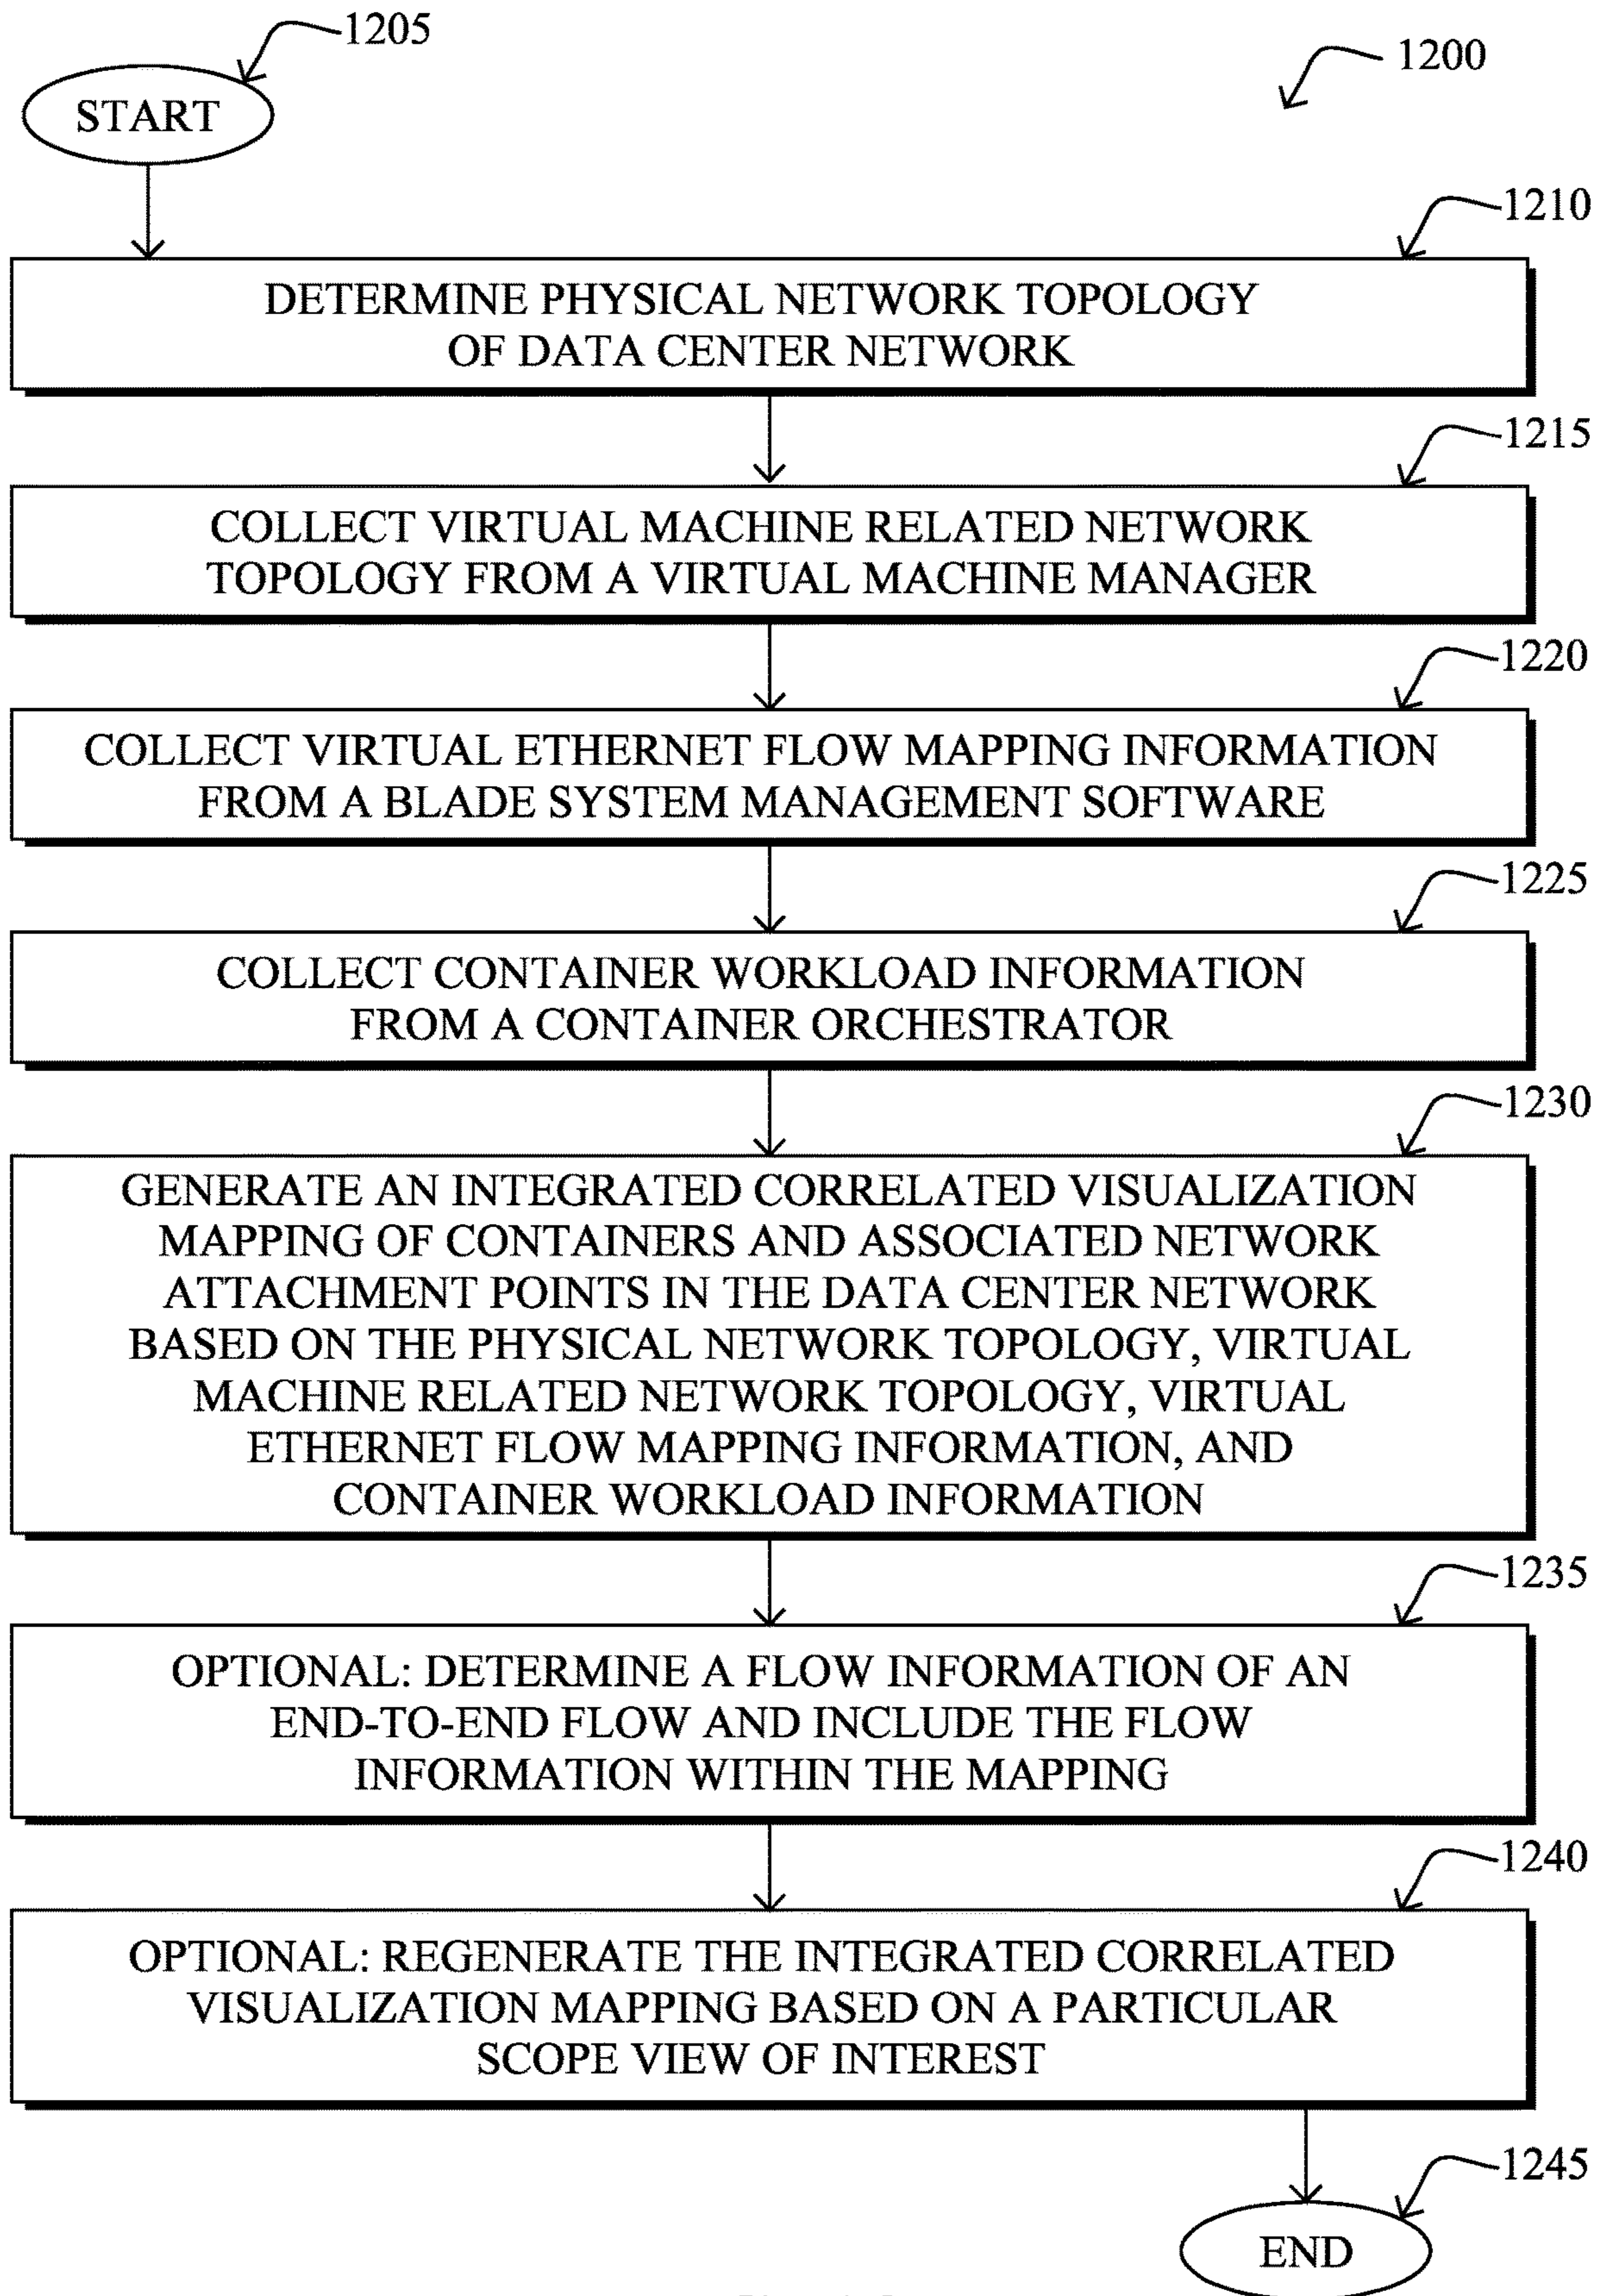 1205
1200
START
1210
DETERMINE PHYSICAL NETWORK TOPOLOGY
OF DATA CENTER NETWORK
1215
COLLECT VIRTUAL MACHINE RELATED NETWORK
TOPOLOGY FROM A VIRTUAL MACHINE MANAGER
1220
COLLECT VIRTUAL ETHERNET FLOW MAPPING INFORMATION
FROM A BLADE SYSTEM MANAGEMENT SOFTWARE
1225
COLLECT CONTAINER WORKLOAD INFORMATION
FROM A CONTAINER ORCHESTRATOR
1230
GENERATE AN INTEGRATED CORRELATED VISUALIZATION
MAPPING OF CONTAINERS AND ASSOCIATED NETWORK
ATTACHMENT POINTS IN THE DATA CENTER NETWORK
BASED ON THE PHYSICAL NETWORK TOPOLOGY, VIRTUAL
MACHINE RELATED NETWORK TOPOLOGY, VIRTUAL
ETHERNET FLOW MAPPING INFORMATION, AND
CONTAINER WORKLOAD INFORMATION
1235
OPTIONAL: DETERMINE A FLOW INFORMATION OF AN
END-TO-END FLOW AND INCLUDE THE FLOW
INFORMATION WITHIN THE MAPPING
1240
OPTIONAL: REGENERATE THE INTEGRATED CORRELATED
VISUALIZATION MAPPING BASED ON A PARTICULAR
SCOPE VIEW OF INTEREST
1245
END